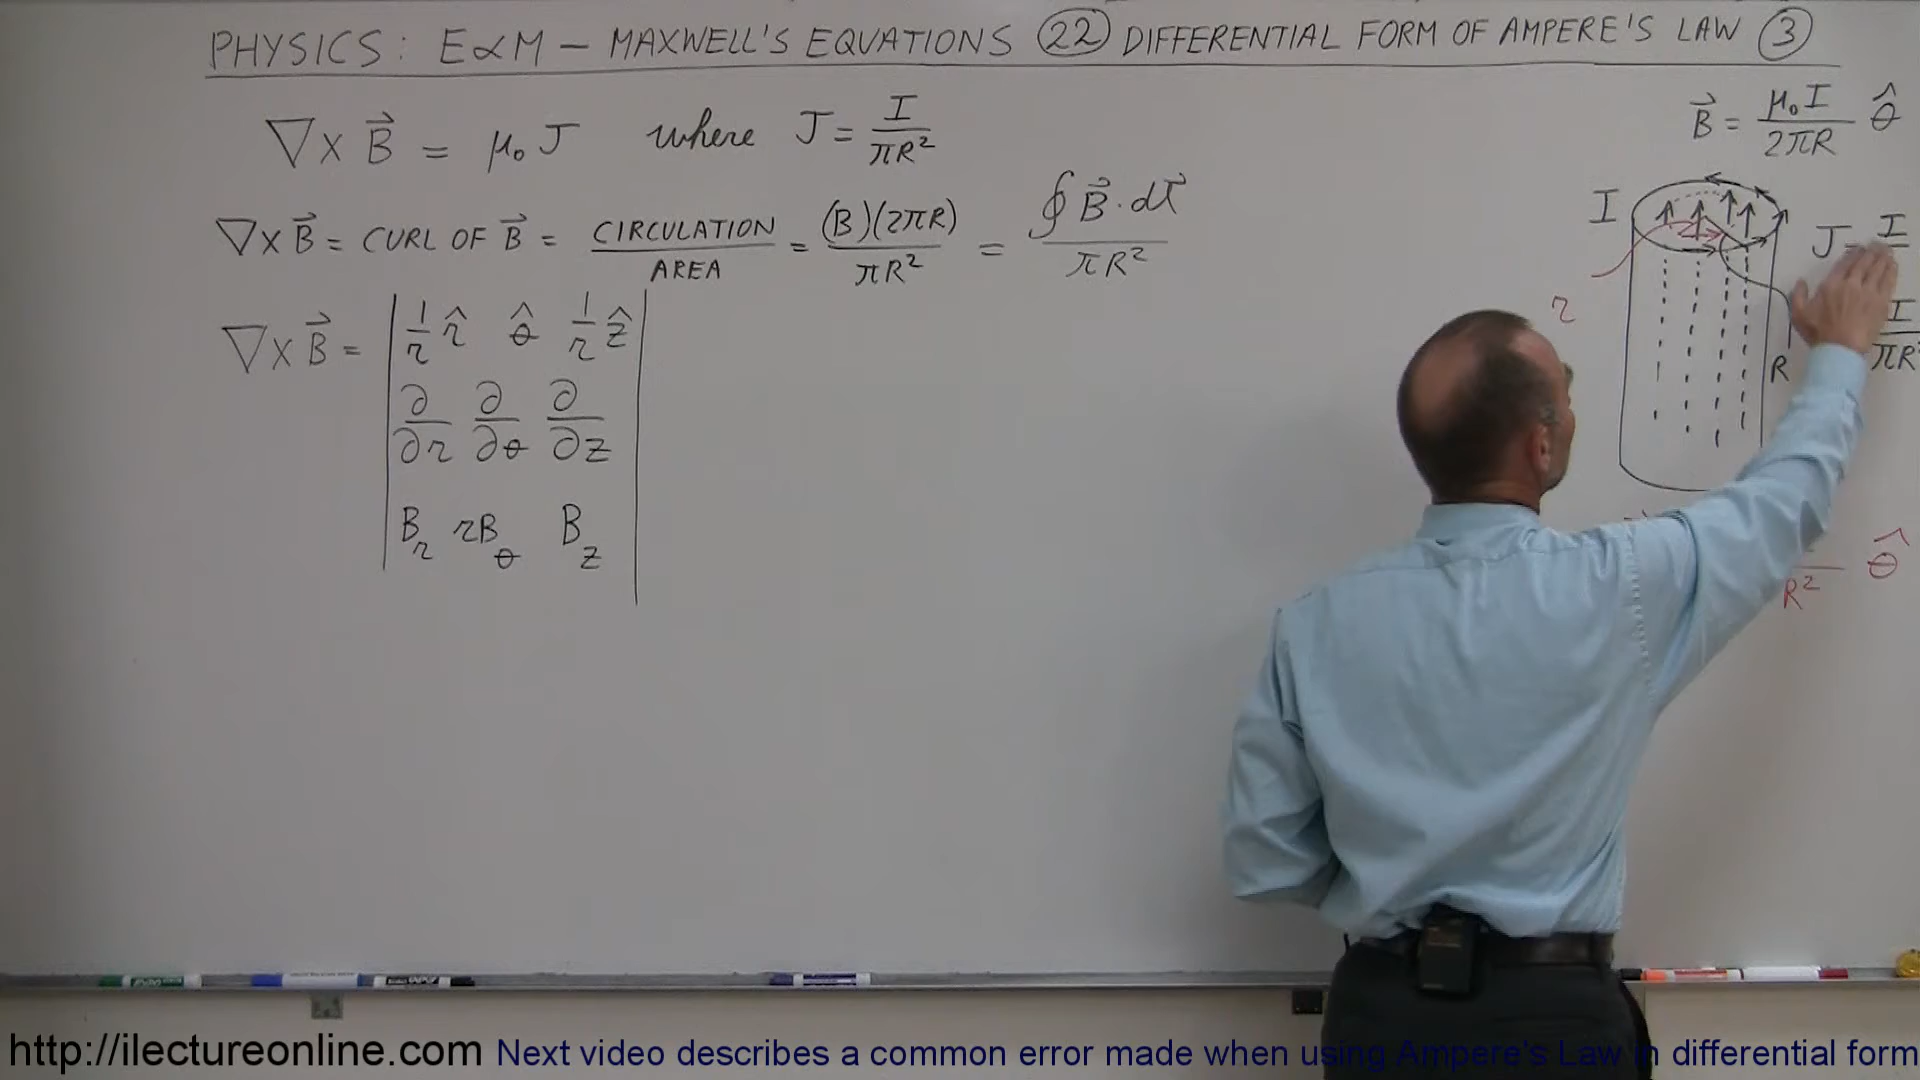 PHYSICS: E&M – MAXWELL'S EQUATIONS (22) DIFFERENTIAL FORM OF AMPERE'S LAW (3)
∇ × B⃗ = μ₀ J where J = I / πR²
B⃗ = μ₀I / 2πR θ̂
∇ × B⃗ = CURL OF B⃗ = CIRCULATION / AREA = (B)(2πR) / πR² = ∮ B⃗ · dl⃗ / πR²
I
J = I
∇ × B⃗ = | 1/r r̂ θ̂ 1/r ẑ |
∂/∂r ∂/∂θ ∂/∂z
B_r rB_θ B_z
r
R
I / πR²
R² θ̂
http://ilectureonline.com Next video describes a common error made when using Ampere's Law in differential form